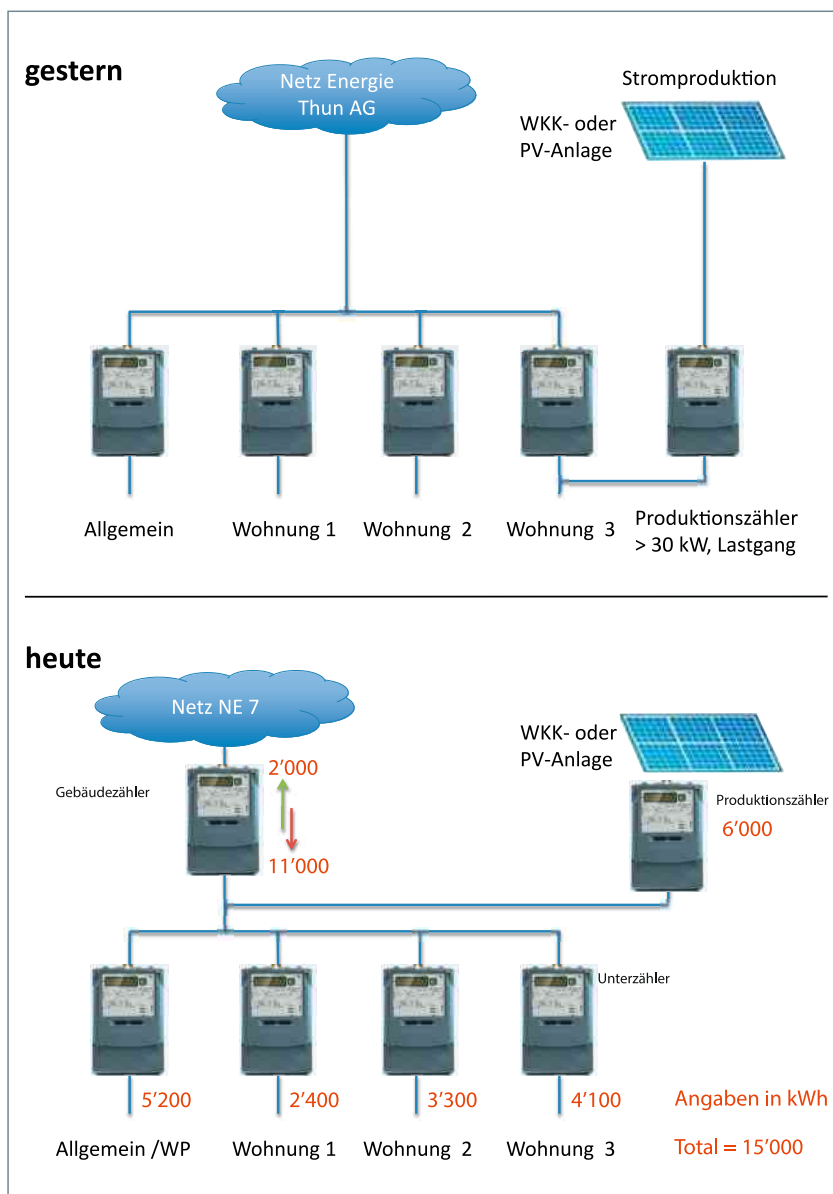 gestern
Netz Energie
Thun AG
Stromproduktion
WKK- oder
PV-Anlage
Allgemein
Wohnung 1
Wohnung 2
Wohnung 3
Produktionszähler
> 30 kW, Lastgang
heute
Netz NE 7
WKK- oder
PV-Anlage
Gebäudezähler
2’000
11’000
Produktionszähler
6’000
Unterzähler
5’200
2’400
3’300
4’100
Angaben in kWh
Allgemein /WP
Wohnung 1
Wohnung 2
Wohnung 3
Total = 15’000